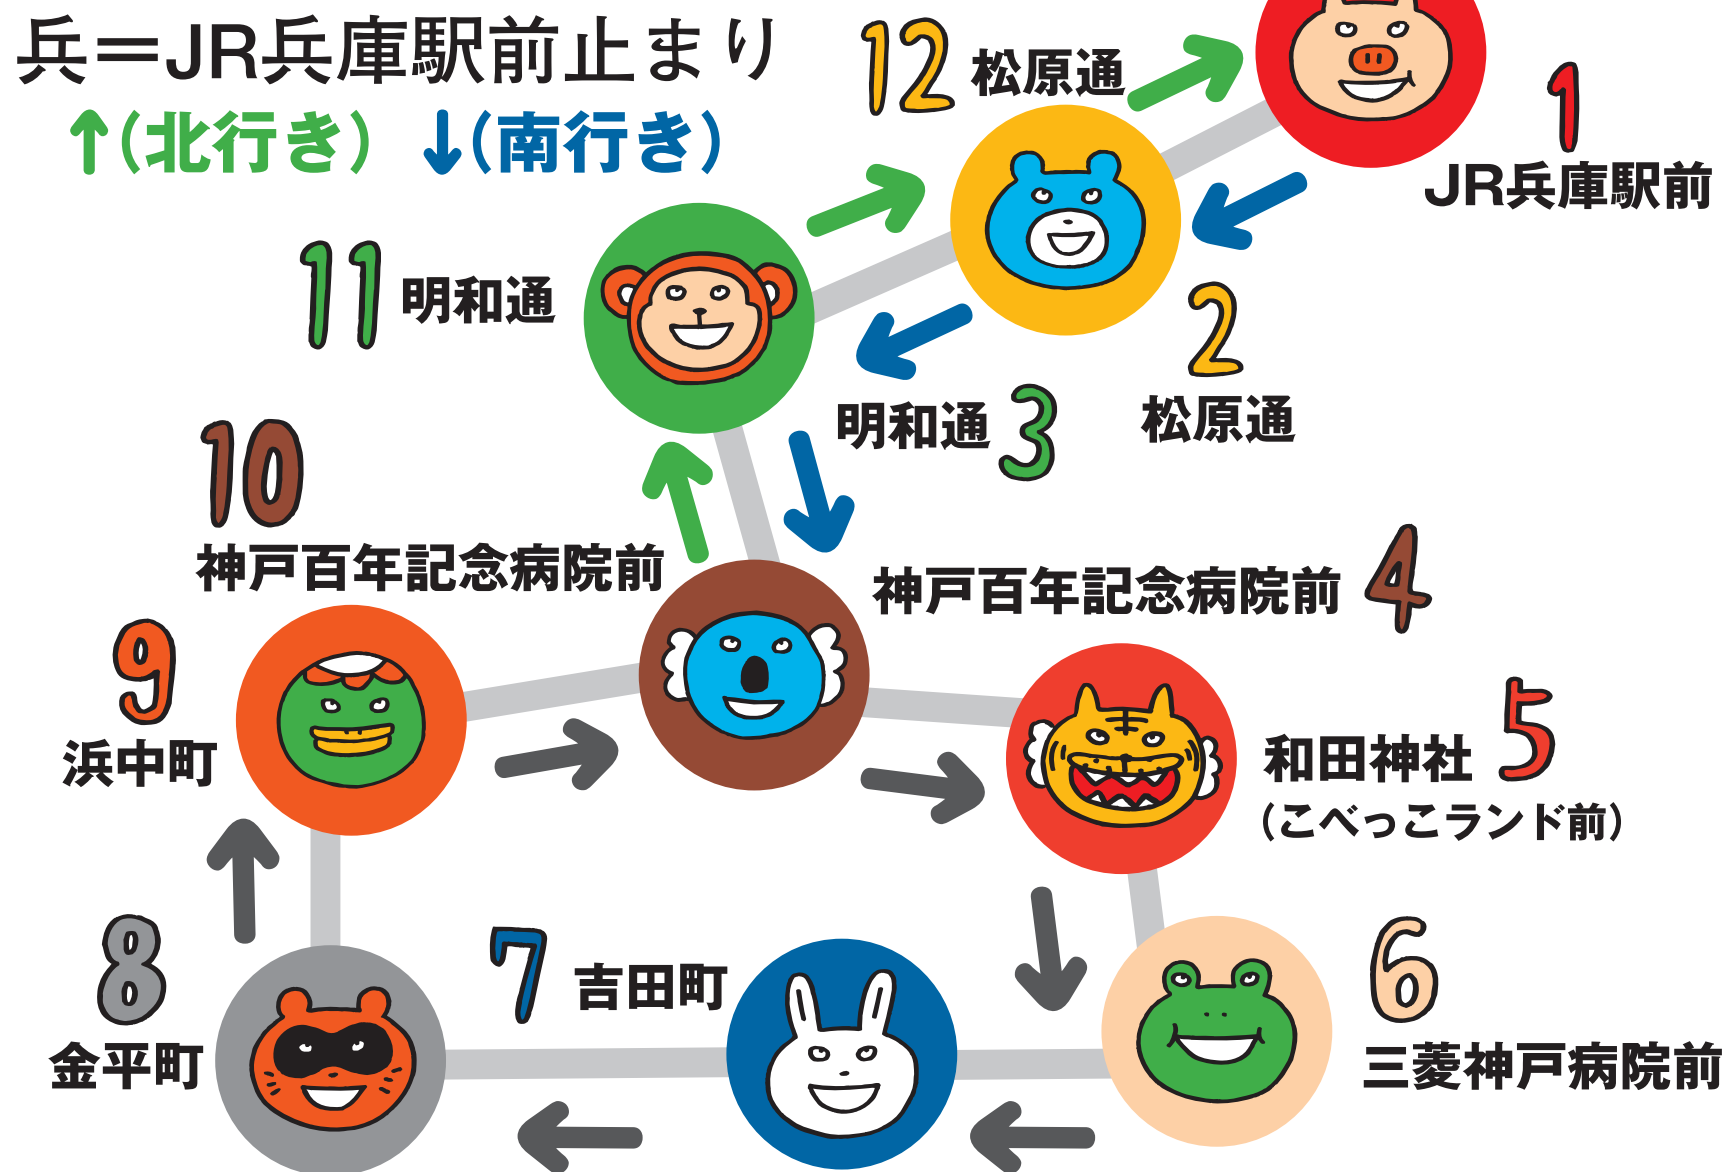 兵＝JR兵庫駅前止まり
↑(北行き) ↓(南行き)
12 松原通
1
JR兵庫駅前
11 明和通
2
松原通
明和通 3
10
神戸百年記念病院前
神戸百年記念病院前 4
9
浜中町
和田神社 5
(こべっこランド前)
8
金平町
7 吉田町
6
三菱神戸病院前